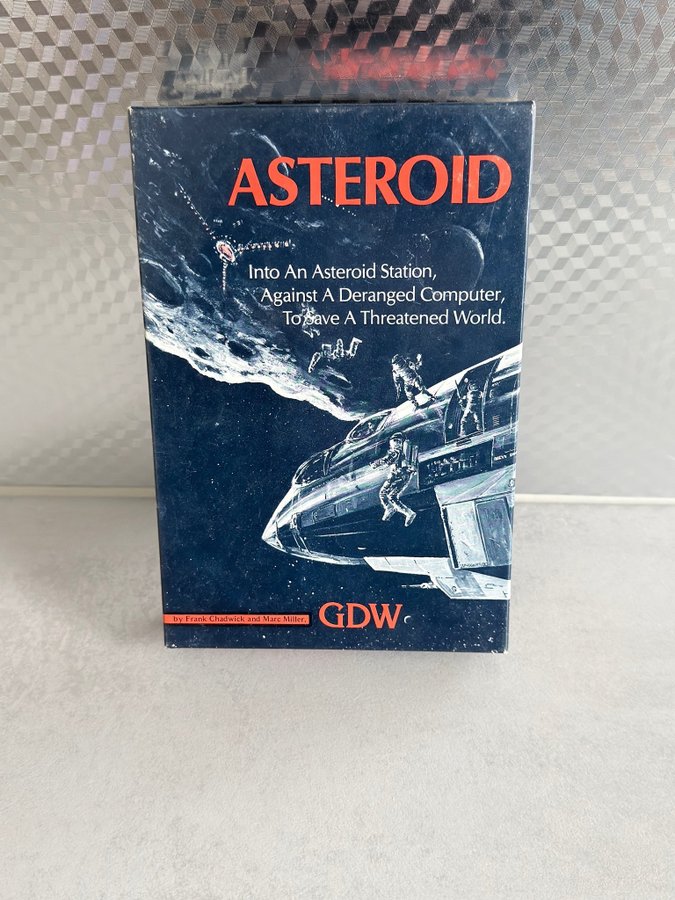 ASTEROID
Into An Asteroid Station,
Against A Deranged Computer,
To Save A Threatened World.
by Frank Chadwick and Marc Miller.
GDW